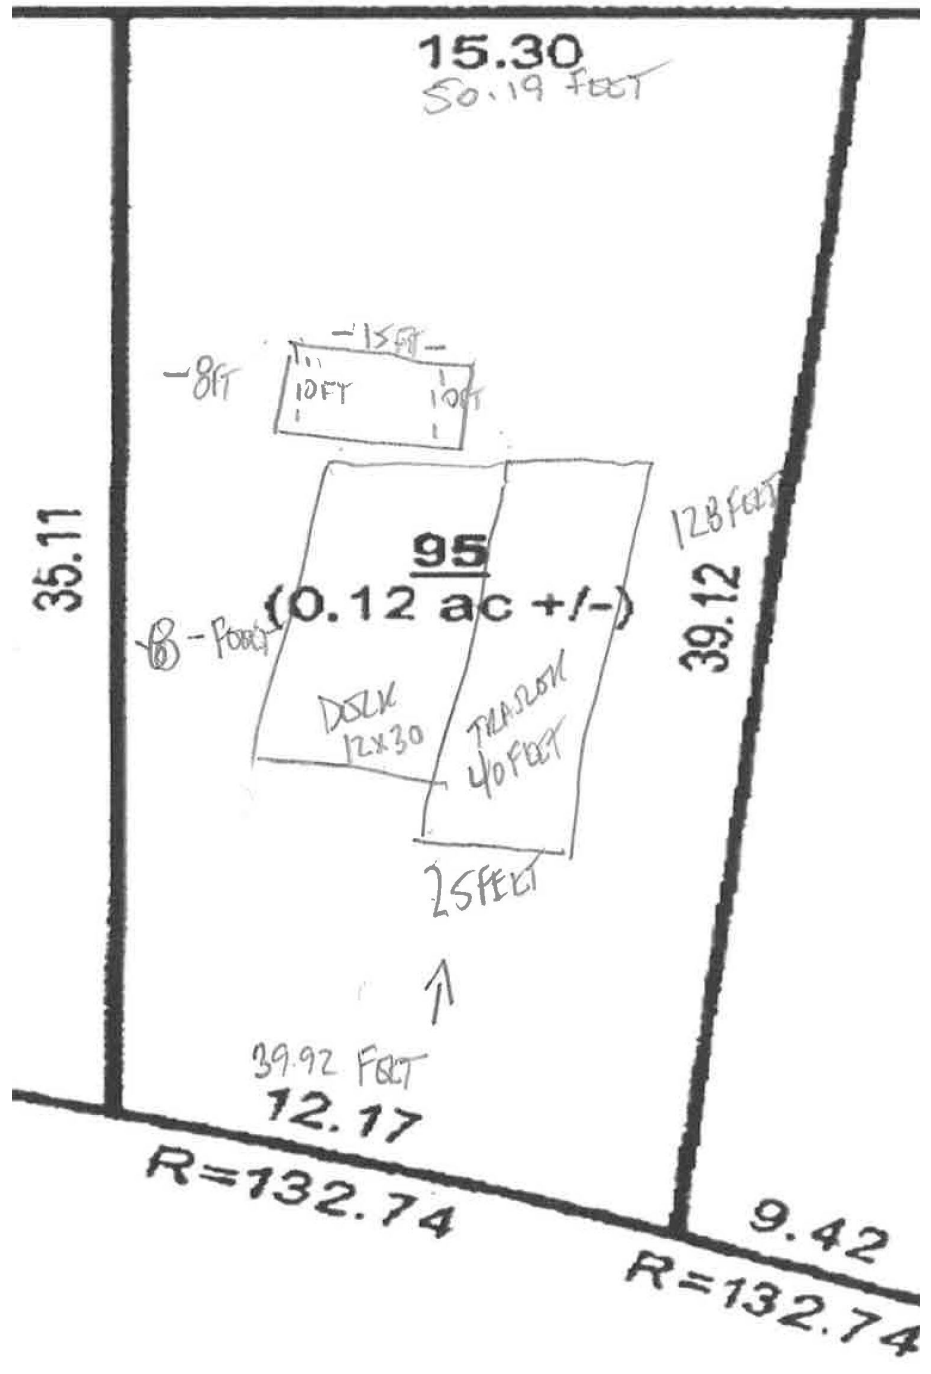 15.30
50.19 FEET
-15FT-
-8FT
10FT
10FT
128 FEET
35.11
95
(0.12 ac +/-)
39.12
8-FEET
DECK
12x30
TRAILER
40 FEET
25 FEET
39.92 FEET
12.17
R=132.74
9.42
R=132.74